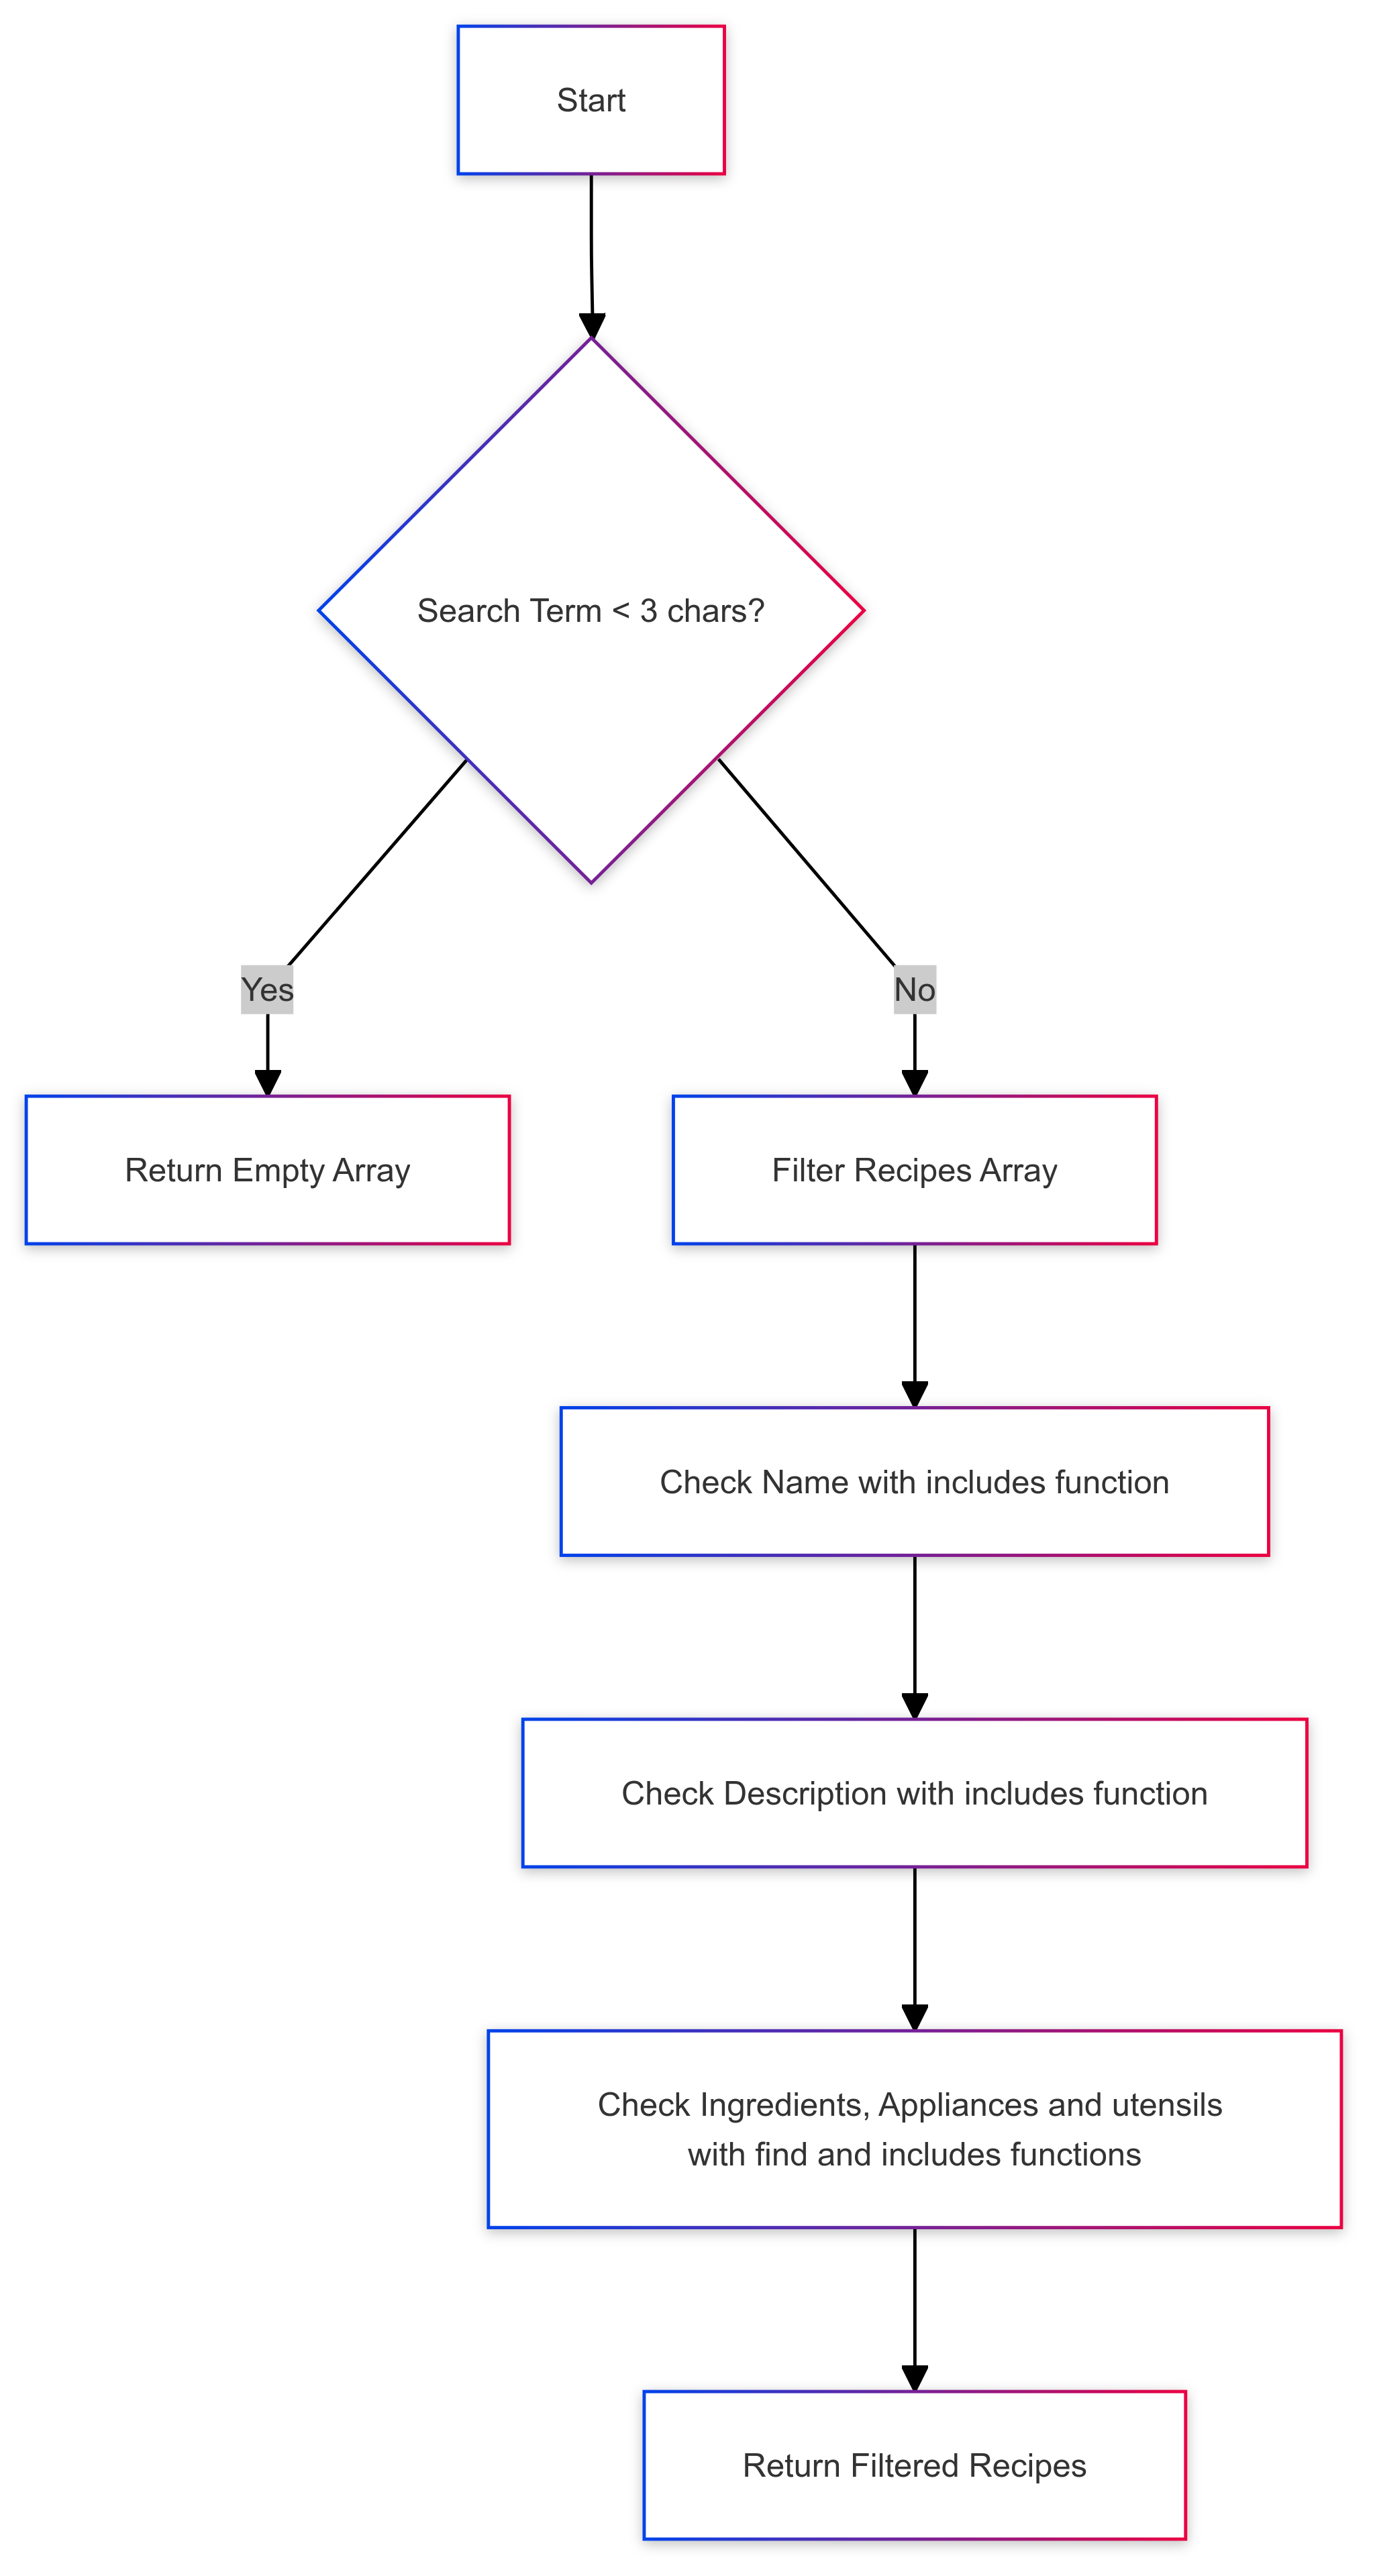 Start
Search Term < 3 chars?
Yes
No
Return Empty Array
Filter Recipes Array
Check Name with includes function
Check Description with includes function
Check Ingredients, Appliances and utensils
with find and includes functions
Return Filtered Recipes